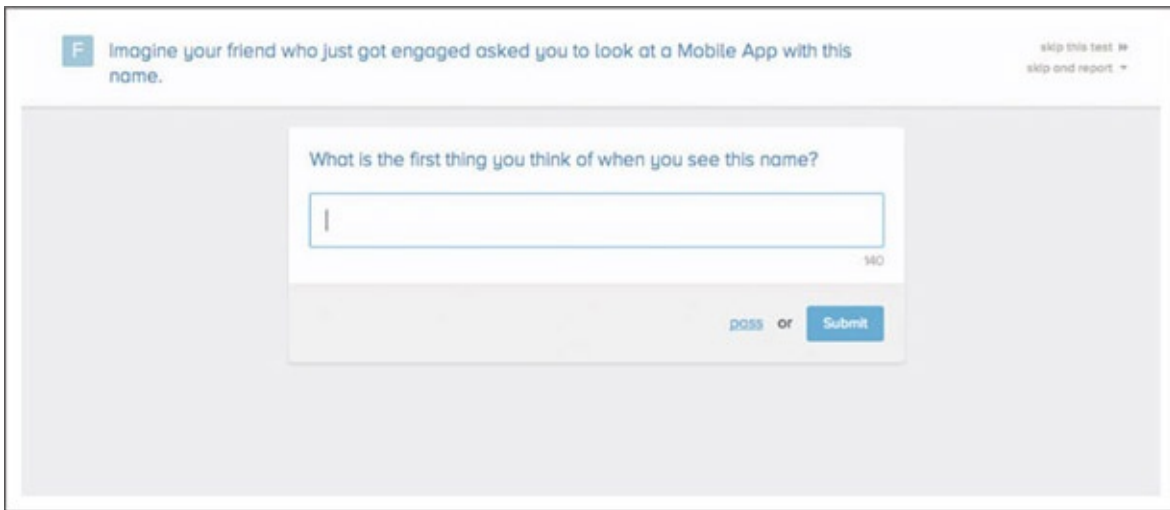 F Imagine your friend who just got engaged asked you to look at a Mobile App with this
name.
skip this test
skip and report
What is the first thing you think of when you see this name?
140
pass or Submit